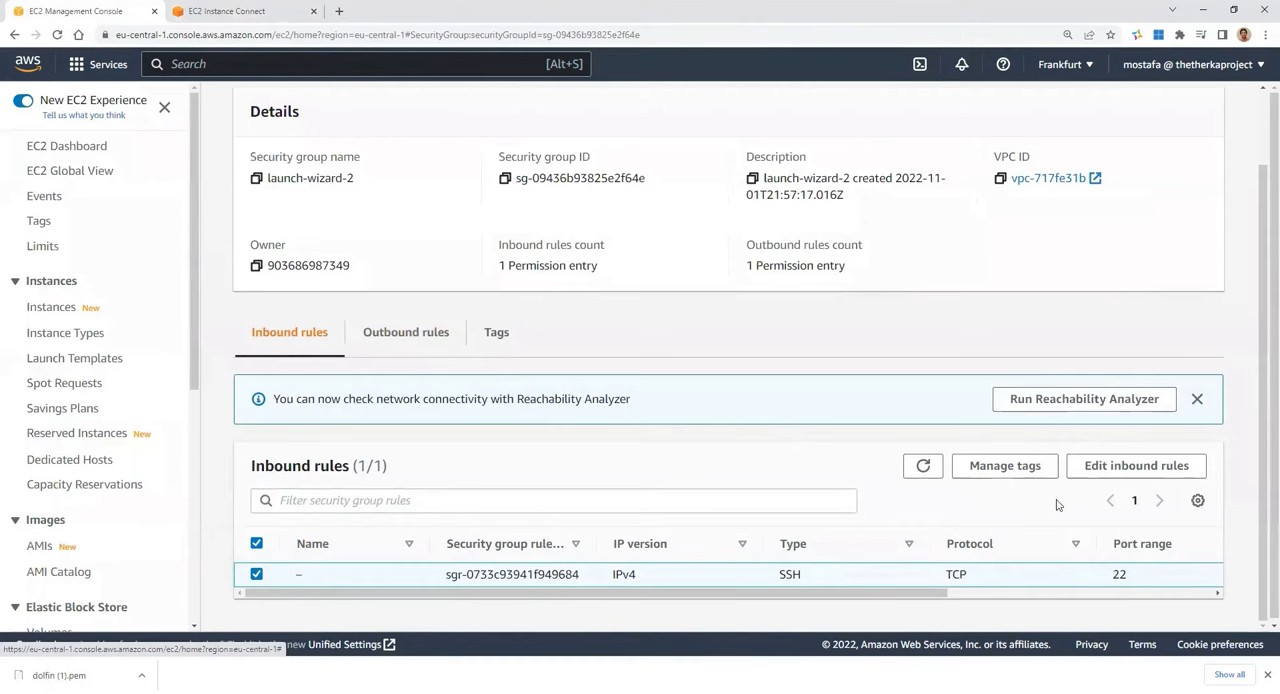 EC2 Management Console
EC2 Instance Connect
eu-central-1.console.aws.amazon.com/ec2/home?region=eu-central-1#SecurityGroup:securityGroupId=sg-09436b93825e2f64e
aws
Services
Search
[Alt+S]
Frankfurt
mostafa @ thetherkaproject
New EC2 Experience
Tell us what you think
EC2 Dashboard
EC2 Global View
Events
Tags
Limits
Instances
Instances New
Instance Types
Launch Templates
Spot Requests
Savings Plans
Reserved Instances New
Dedicated Hosts
Capacity Reservations
Images
AMIs New
AMI Catalog
Elastic Block Store
Details
Security group name
launch-wizard-2
Security group ID
sg-09436b93825e2f64e
Description
launch-wizard-2 created 2022-11-
01T21:57:17.016Z
VPC ID
vpc-717fe31b
Owner
903686987349
Inbound rules count
1 Permission entry
Outbound rules count
1 Permission entry
Inbound rules
Outbound rules
Tags
You can now check network connectivity with Reachability Analyzer
Run Reachability Analyzer
Inbound rules (1/1)
Manage tags
Edit inbound rules
Filter security group rules
1
Name
Security group rule...
IP version
Type
Protocol
Port range
–
sgr-0733c93941f949684
IPv4
SSH
TCP
22
new Unified Settings
© 2022, Amazon Web Services, Inc. or its affiliates.
Privacy
Terms
Cookie preferences
https://eu-central-1.console.aws.amazon.com/ec2/home?region=eu-central-1#
dolfin (1).pem
Show all